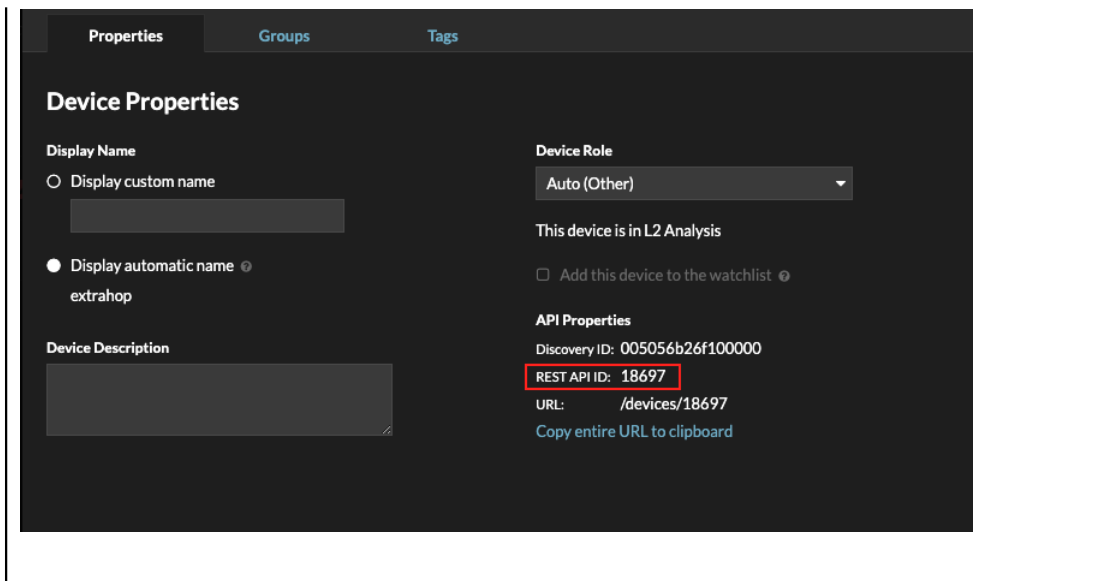 Properties Groups Tags
Device Properties
Display Name
Display custom name
Display automatic name
extrahop
Device Description
Device Role
Auto (Other)
This device is in L2 Analysis
Add this device to the watchlist
API Properties
Discovery ID: 005056b26f100000
REST API ID: 18697
URL: /devices/18697
Copy entire URL to clipboard